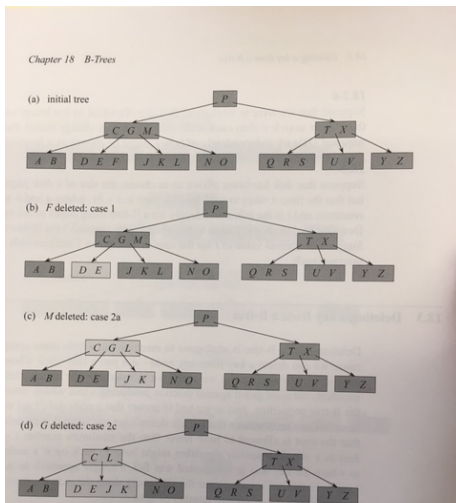 Chapter 18 B-Trees
(a) initial tree
P
C G M
T X
A B
D E F
J K L
N O
Q R S
U V
Y Z
(b) F deleted: case 1
P
C G M
T X
A B
D E
J K L
N O
Q R S
U V
Y Z
(c) M deleted: case 2a
P
C G L
T X
A B
D E
J K
N O
Q R S
U V
Y Z
(d) G deleted: case 2c
P
C L
T X
A B
D E J K
N O
Q R S
U V
Y Z